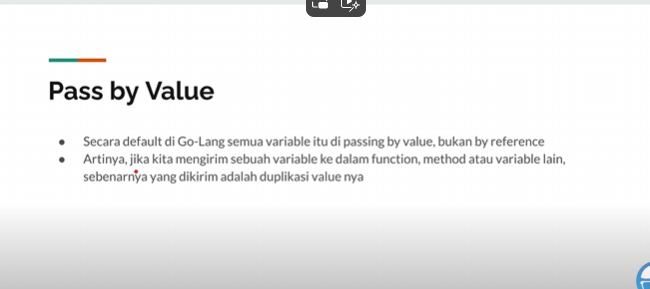 Pass by Value
● Secara default di Go-Lang semua variable itu di passing by value, bukan by reference
● Artinya, jika kita mengirim sebuah variable ke dalam function, method atau variable lain,
sebenarnya yang dikirim adalah duplikasi value nya